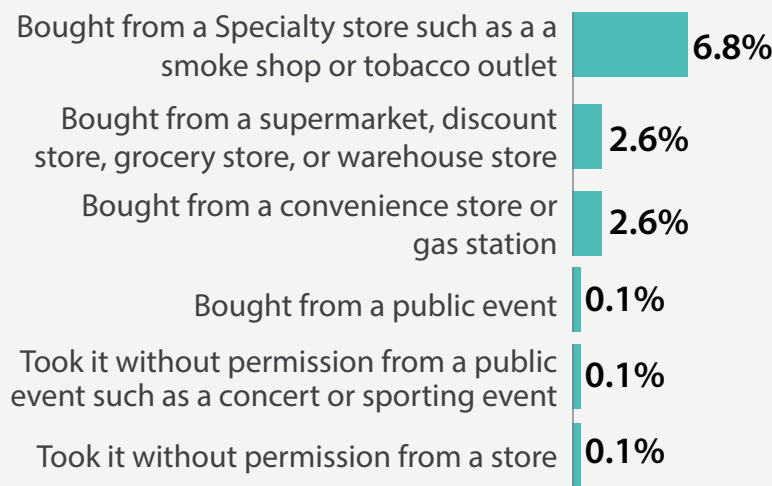 Bought from a Specialty store such as a a
smoke shop or tobacco outlet
6.8%
Bought from a supermarket, discount
store, grocery store, or warehouse store
2.6%
Bought from a convenience store or
gas station
2.6%
Bought from a public event
0.1%
Took it without permission from a public
event such as a concert or sporting event
0.1%
Took it without permission from a store
0.1%